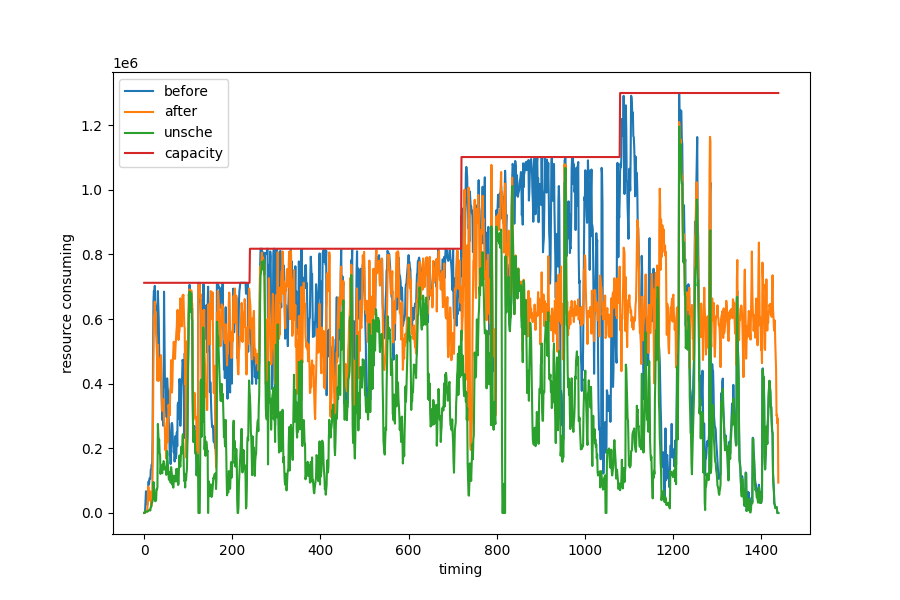 1e6
before
after
unsche
capacity
1.2
1.0
0.8
0.6
0.4
0.2
0.0
resource consuming
0 200 400 600 800 1000 1200 1400
timing